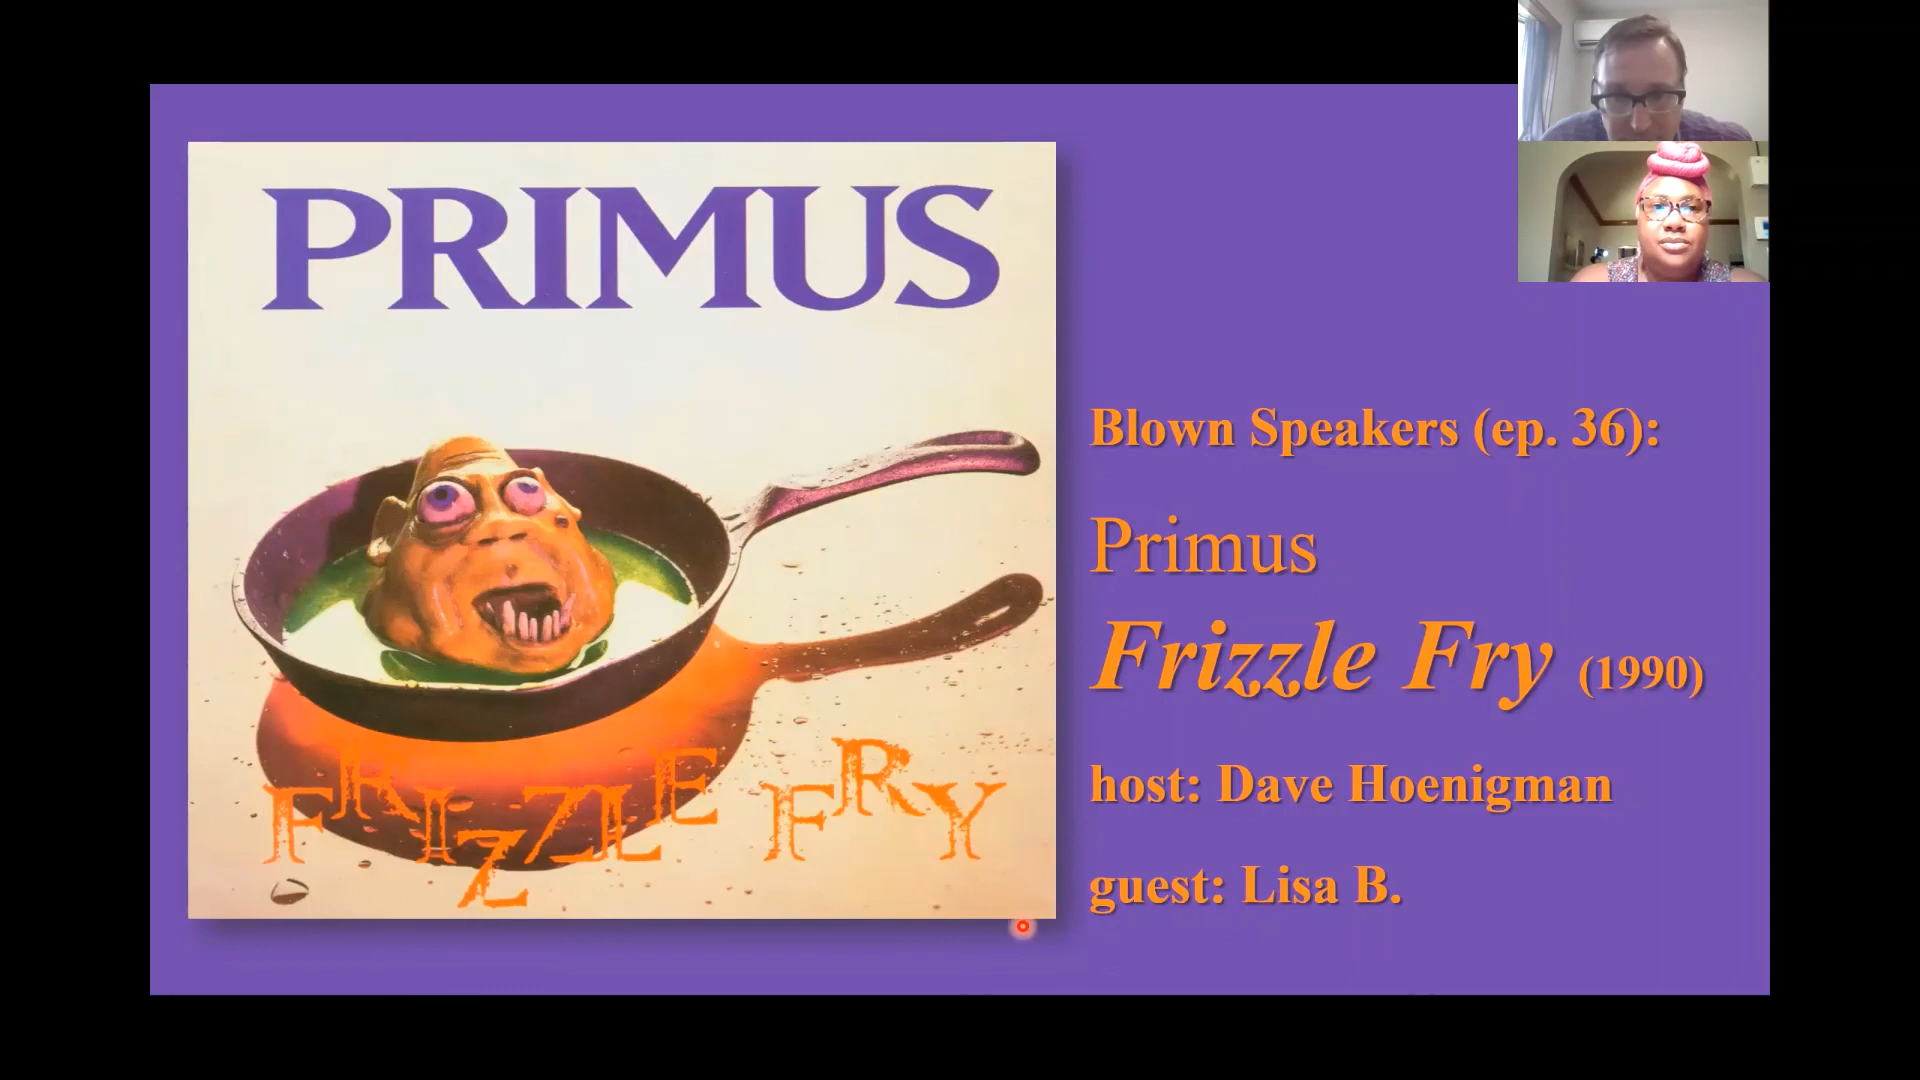 PRIMUS
FRIZZLE FRY
Blown Speakers (ep. 36):
Primus
Frizzle Fry (1990)
host: Dave Hoenigman
guest: Lisa B.